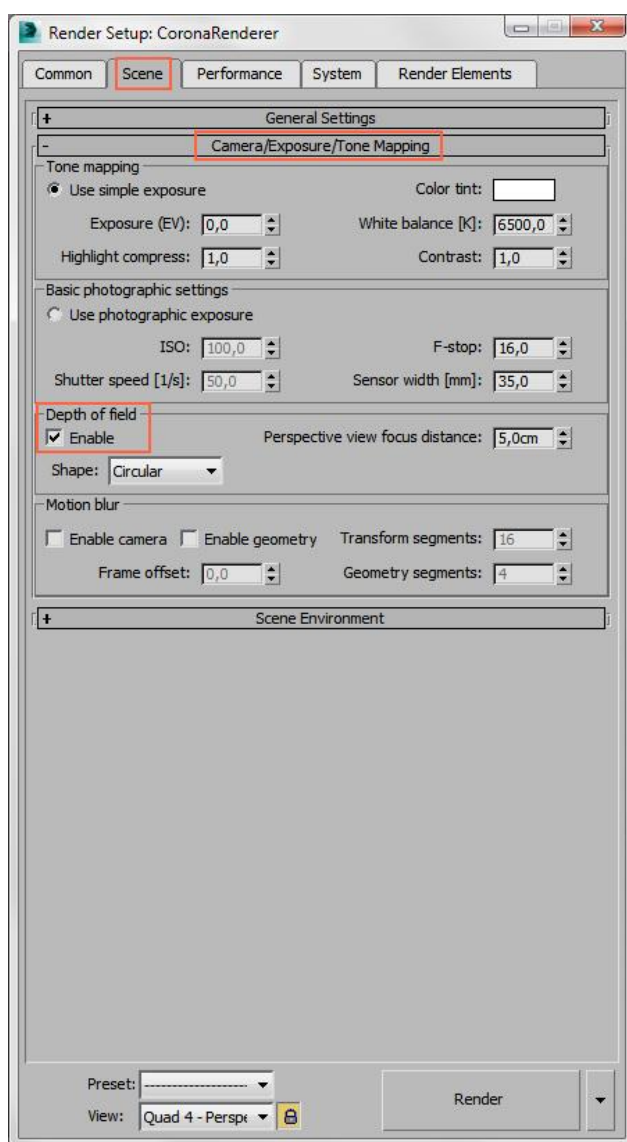 Render Setup: CoronaRenderer
Common Scene Performance System Render Elements
+ General Settings
- Camera/Exposure/Tone Mapping
Tone mapping
Use simple exposure Color tint:
Exposure (EV): 0,0 White balance [K]: 6500,0
Highlight compress: 1,0 Contrast: 1,0
Basic photographic settings
Use photographic exposure
ISO: 100,0 F-stop: 16,0
Shutter speed [1/s]: 50,0 Sensor width [mm]: 35,0
Depth of field
Enable Perspective view focus distance: 5,0cm
Shape: Circular
Motion blur
Enable camera Enable geometry Transform segments: 16
Frame offset: 0,0 Geometry segments: 4
+ Scene Environment
Preset: -------------------
View: Quad 4 - Perspe
Render